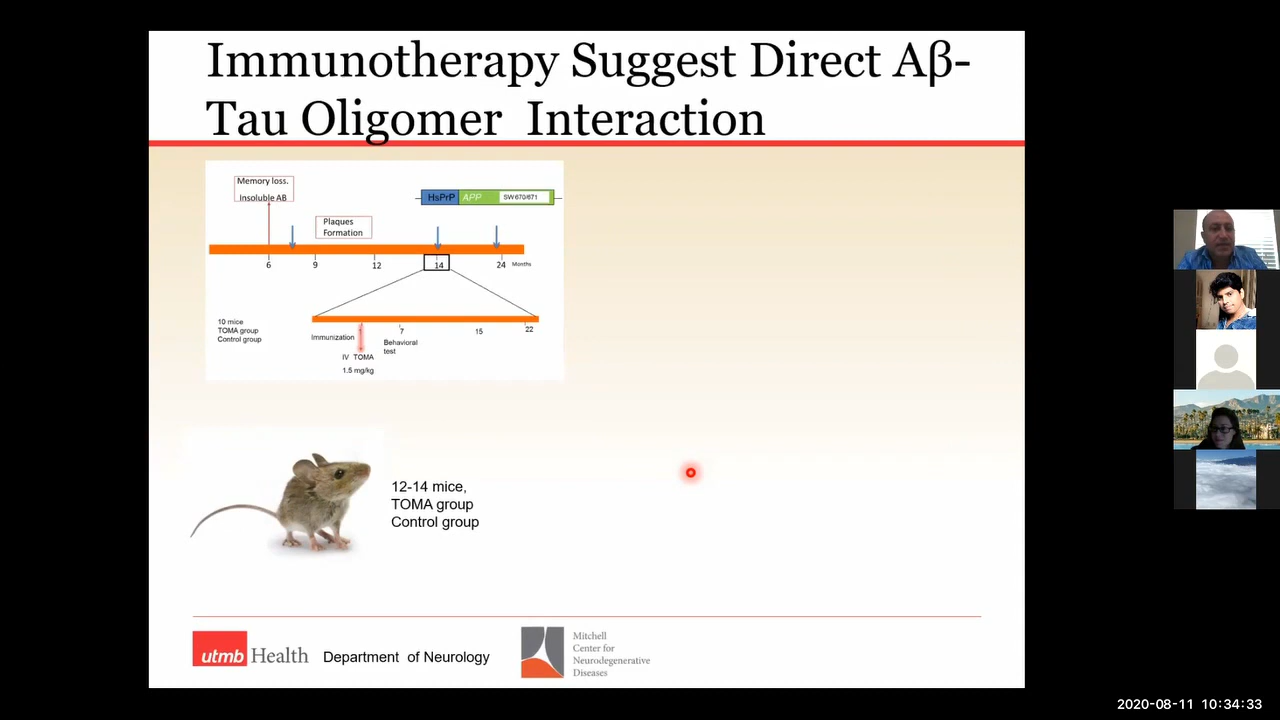 Immunotherapy Suggest Direct Aβ-
Tau Oligomer Interaction
Memory loss.
Insoluble AB
HsPrP APP SW 670/671
Plaques
Formation
6 9 12 14 24 Months
10 mice
TOMA group
Control group
Immunization 1 7 15 22
Behavioral
test
IV TOMA
1.5 mg/kg
12-14 mice,
TOMA group
Control group
utmb Health Department of Neurology
Mitchell
Center for
Neurodegenerative
Diseases
2020-08-11 10:34:33